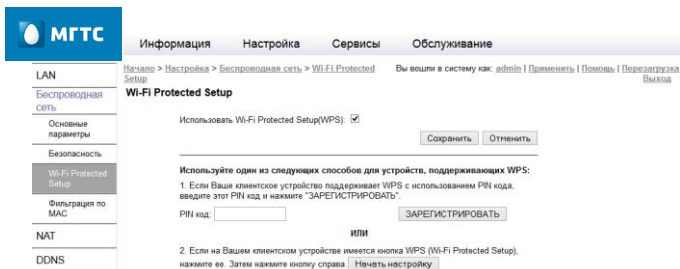 МГТС
Информация Настройка Сервисы Обслуживание
Начало > Настройка > Беспроводная сеть > Wi-Fi Protected Setup
Вы вошли в систему как: admin | Применить | Помощь | Перезагрузка
Выход
LAN
Беспроводная сеть
Основные параметры
Безопасность
Wi-Fi Protected Setup
Фильтрация по MAC
NAT
DDNS
Wi-Fi Protected Setup
Использовать Wi-Fi Protected Setup(WPS):
Сохранить Отменить
Используйте один из следующих способов для устройств, поддерживающих WPS:
1. Если Ваше клиентское устройство поддерживает WPS с использованием PIN кода,
введите этот PIN код и нажмите "ЗАРЕГИСТРИРОВАТЬ".
PIN код: ЗАРЕГИСТРИРОВАТЬ
ИЛИ
2. Если на Вашем клиентском устройстве имеется кнопка WPS (Wi-Fi Protected Setup),
нажмите ее. Затем нажмите кнопку справа. Начать настройку